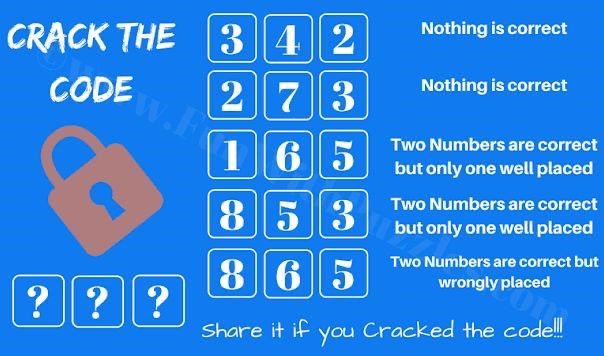 CRACK THE
CODE
3 4 2
Nothing is correct
2 7 3
Nothing is correct
1 6 5
Two Numbers are correct
but only one well placed
8 5 3
Two Numbers are correct
but only one well placed
8 6 5
Two Numbers are correct but
wrongly placed
? ? ?
Share it if you Cracked the code!!!